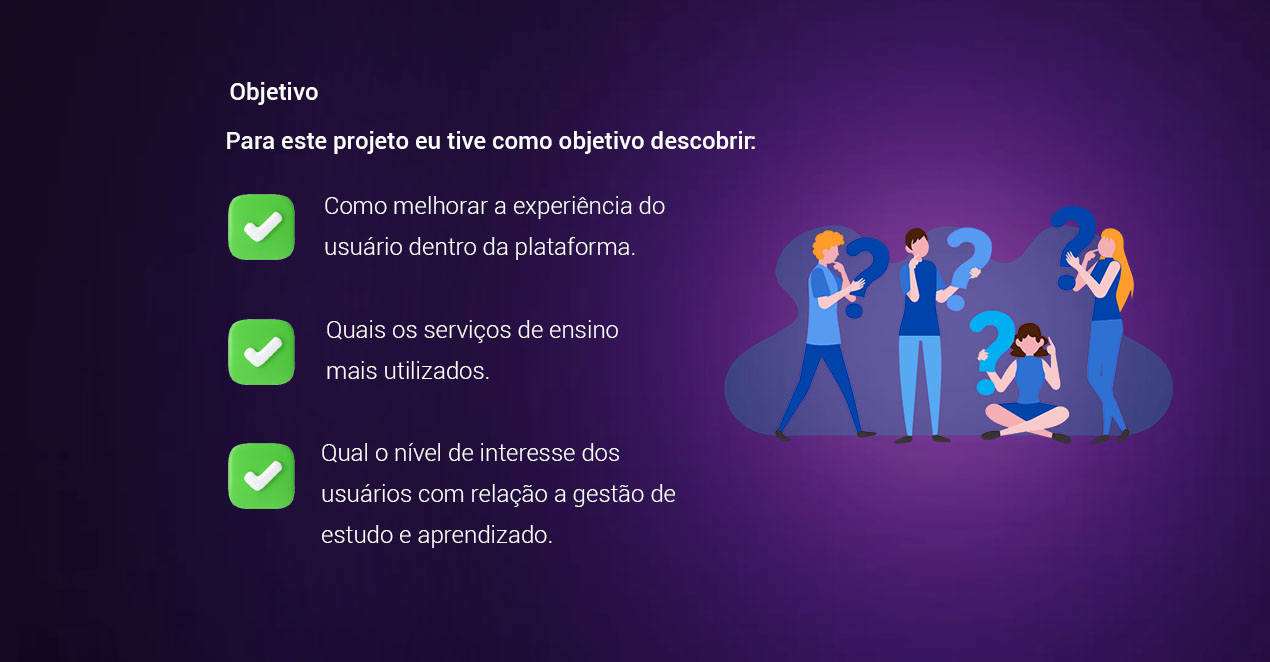 Objetivo
Para este projeto eu tive como objetivo descobrir:
Como melhorar a experiência do
usuário dentro da plataforma.
Quais os serviços de ensino
mais utilizados.
Qual o nível de interesse dos
usuários com relação a gestão de
estudo e aprendizado.